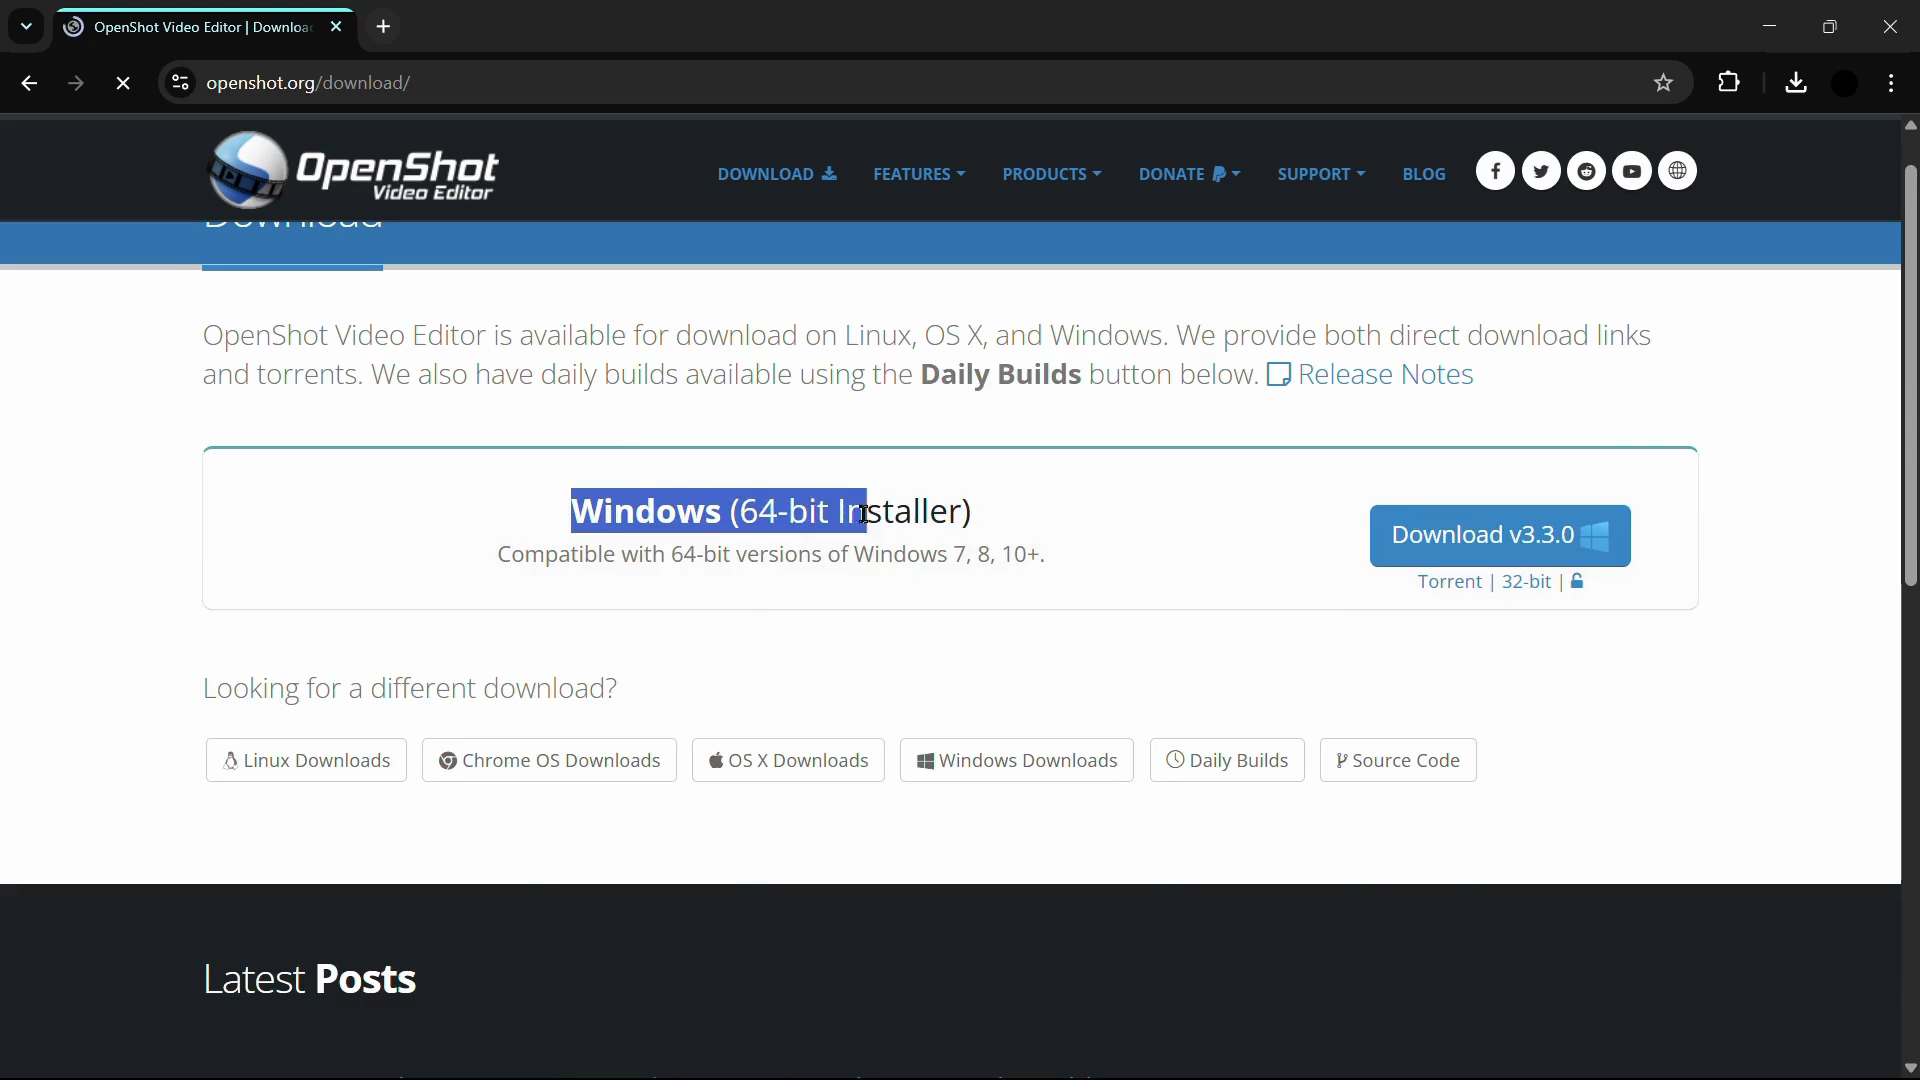 OpenShot Video Editor | Downloa
openshot.org/download/
OpenShot
Video Editor
DOWNLOAD FEATURES PRODUCTS DONATE SUPPORT BLOG
Download
OpenShot Video Editor is available for download on Linux, OS X, and Windows. We provide both direct download links
and torrents. We also have daily builds available using the Daily Builds button below. Release Notes
Windows (64-bit Installer)
Compatible with 64-bit versions of Windows 7, 8, 10+.
Download v3.3.0
Torrent | 32-bit |
Looking for a different download?
Linux Downloads Chrome OS Downloads OS X Downloads Windows Downloads Daily Builds Source Code
Latest Posts